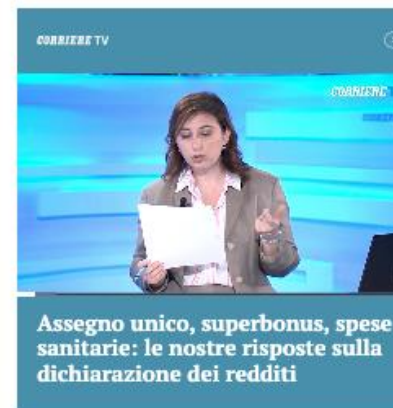 CORRIERE TV
CORRIERE
Assegno unico, superbonus, spese
sanitarie: le nostre risposte sulla
dichiarazione dei redditi